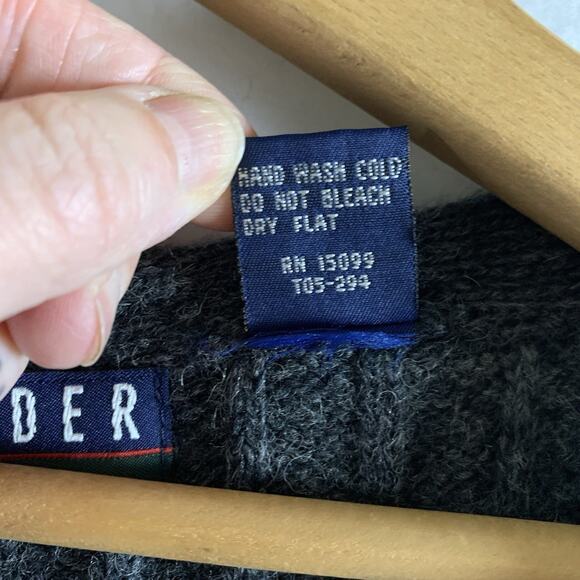 HAND WASH COLD
DO NOT BLEACH
DRY FLAT
RN 15099
T05-294
DER